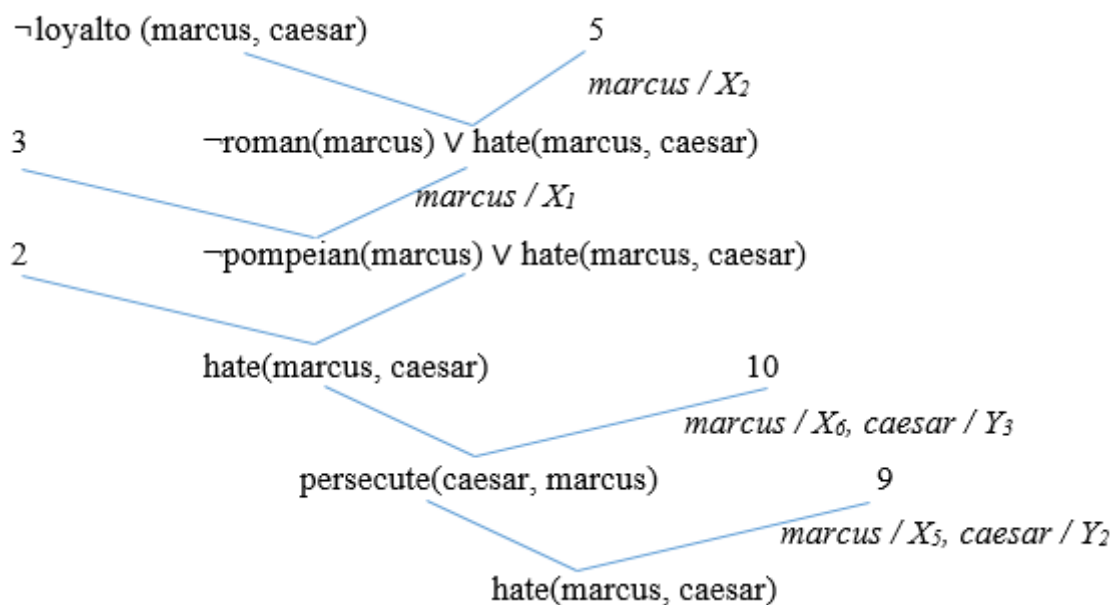 ¬loyalto (marcus, caesar) 5
marcus / X₂
3 ¬roman(marcus) ∨ hate(marcus, caesar)
marcus / X₁
2 ¬pompeian(marcus) ∨ hate(marcus, caesar)
hate(marcus, caesar) 10
marcus / X₆, caesar / Y₃
persecute(caesar, marcus) 9
marcus / X₅, caesar / Y₂
hate(marcus, caesar)